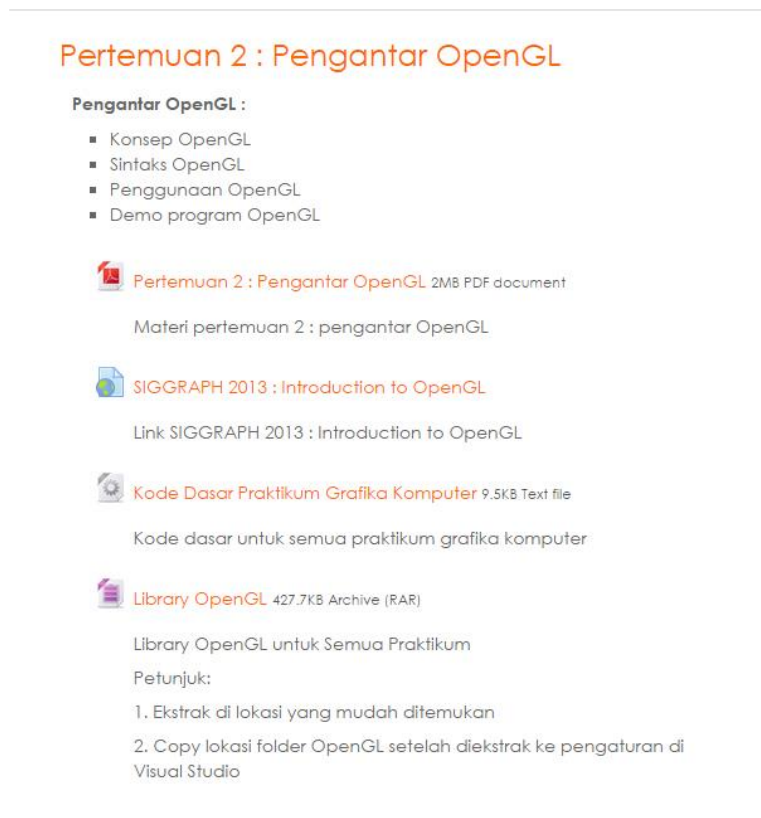 Pertemuan 2 : Pengantar OpenGL
Pengantar OpenGL :
▪ Konsep OpenGL
▪ Sintaks OpenGL
▪ Penggunaan OpenGL
▪ Demo program OpenGL
Pertemuan 2 : Pengantar OpenGL 2MB PDF document
Materi pertemuan 2 : pengantar OpenGL
SIGGRAPH 2013 : Introduction to OpenGL
Link SIGGRAPH 2013 : Introduction to OpenGL
Kode Dasar Praktikum Grafika Komputer 9.5KB Text file
Kode dasar untuk semua praktikum grafika komputer
Library OpenGL 427.7KB Archive (RAR)
Library OpenGL untuk Semua Praktikum
Petunjuk:
1. Ekstrak di lokasi yang mudah ditemukan
2. Copy lokasi folder OpenGL setelah diekstrak ke pengaturan di
Visual Studio